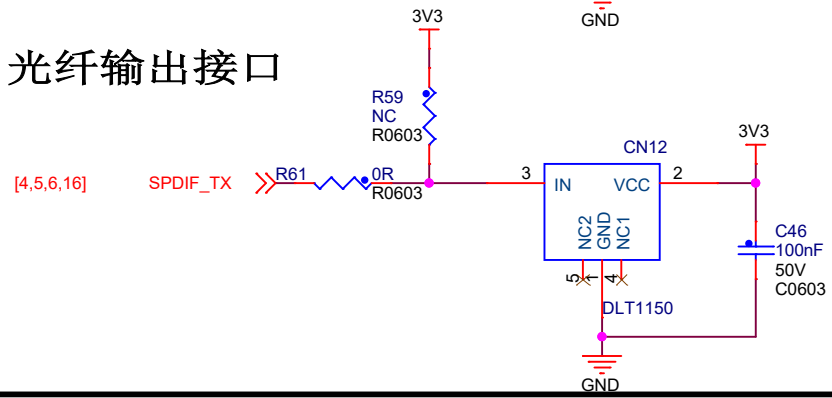 GND
3V3
光纤输出接口
R59
NC
R0603
CN12
3V3
[4,5,6,16]
SPDIF_TX
R61
0R
R0603
3
IN
VCC
2
NC2
GND
NC1
5
1
4
DLT1150
C46
100nF
50V
C0603
GND